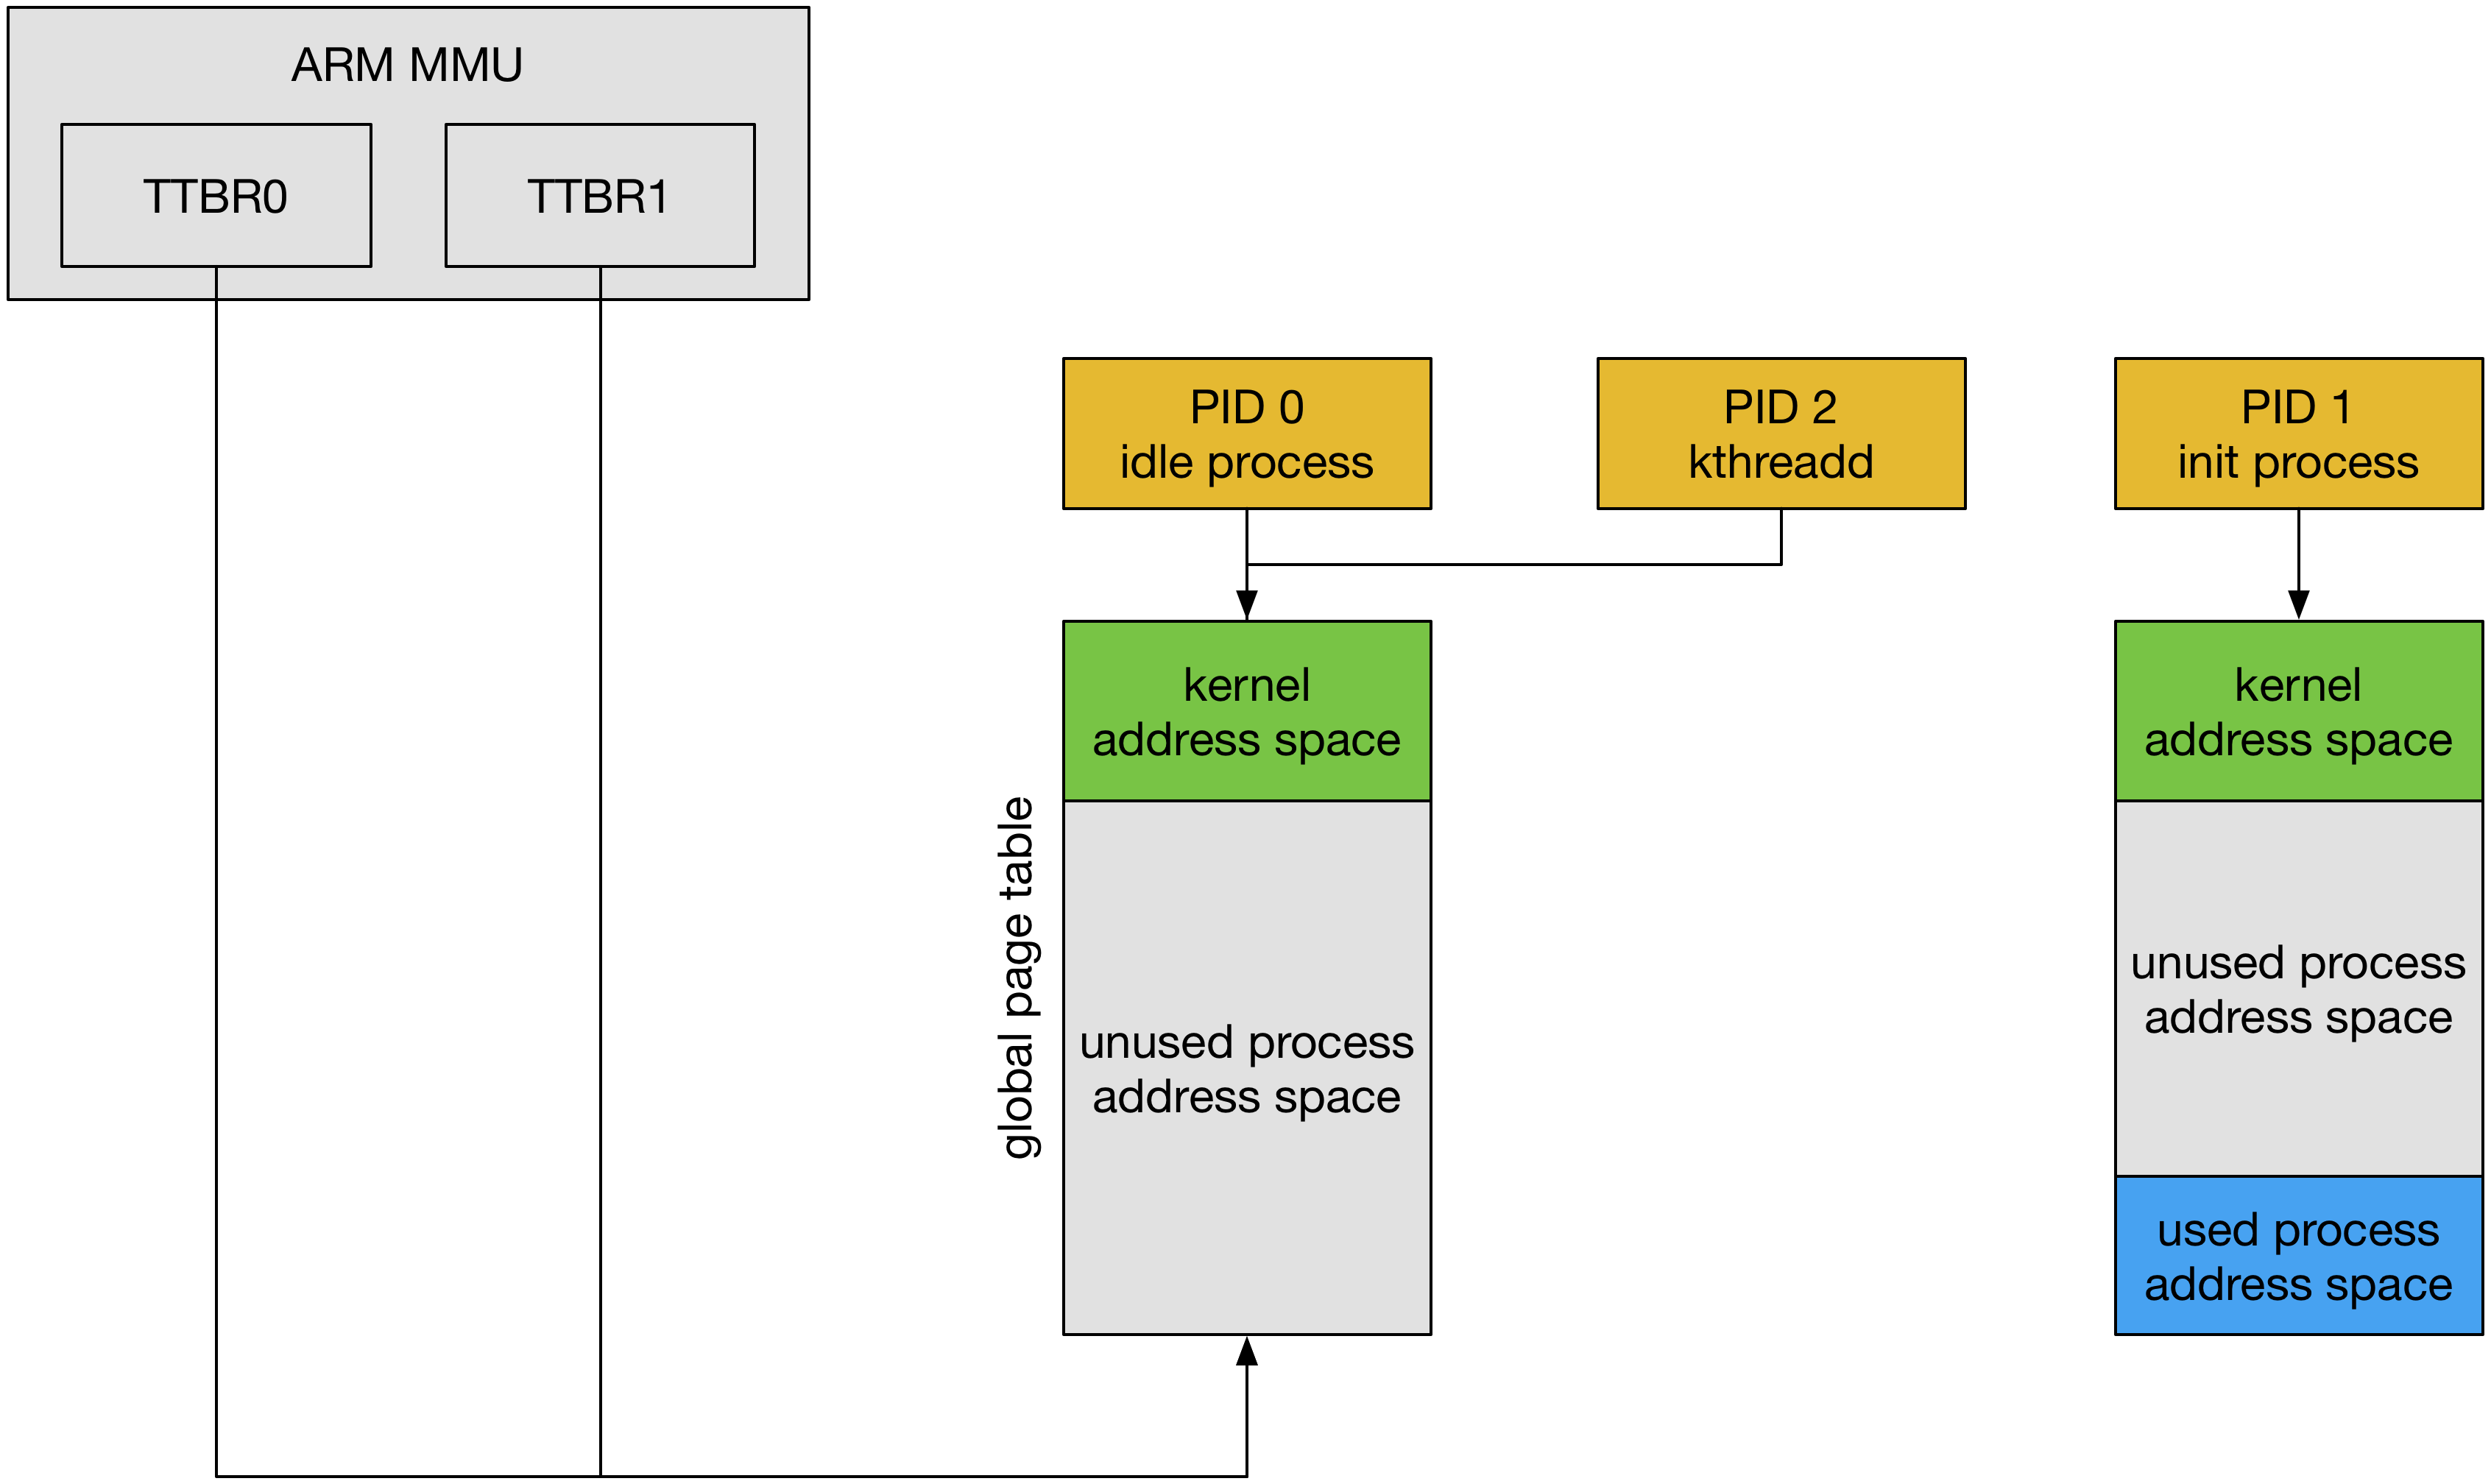 ARM MMU
TTBR0
TTBR1
PID 0
idle process
PID 2
kthreadd
PID 1
init process
global page table
kernel
address space
unused process
address space
kernel
address space
unused process
address space
used process
address space